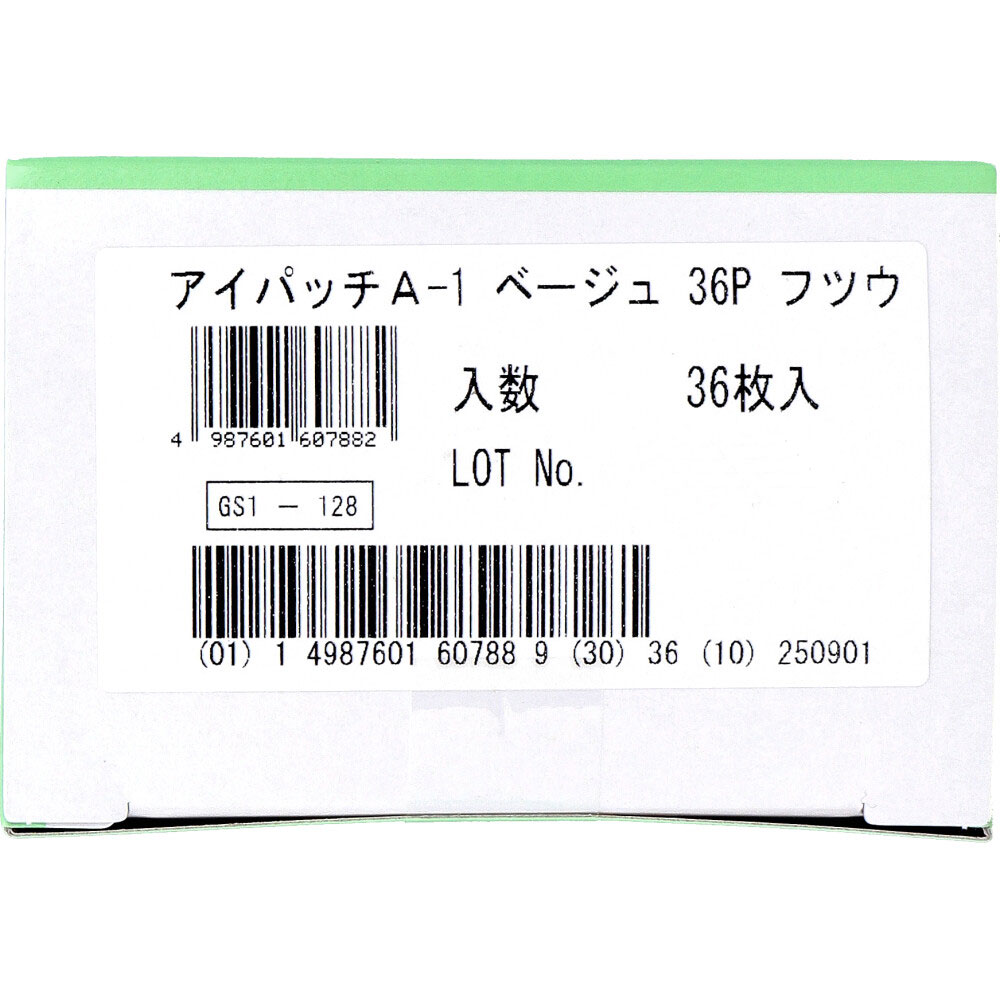 アイパッチA-1 ベージュ 36P フツウ
4 987601 607882
入数 36枚入
LOT No.
GS1 - 128
(01) 1 4987601 60788 9 (30) 36 (10) 250901